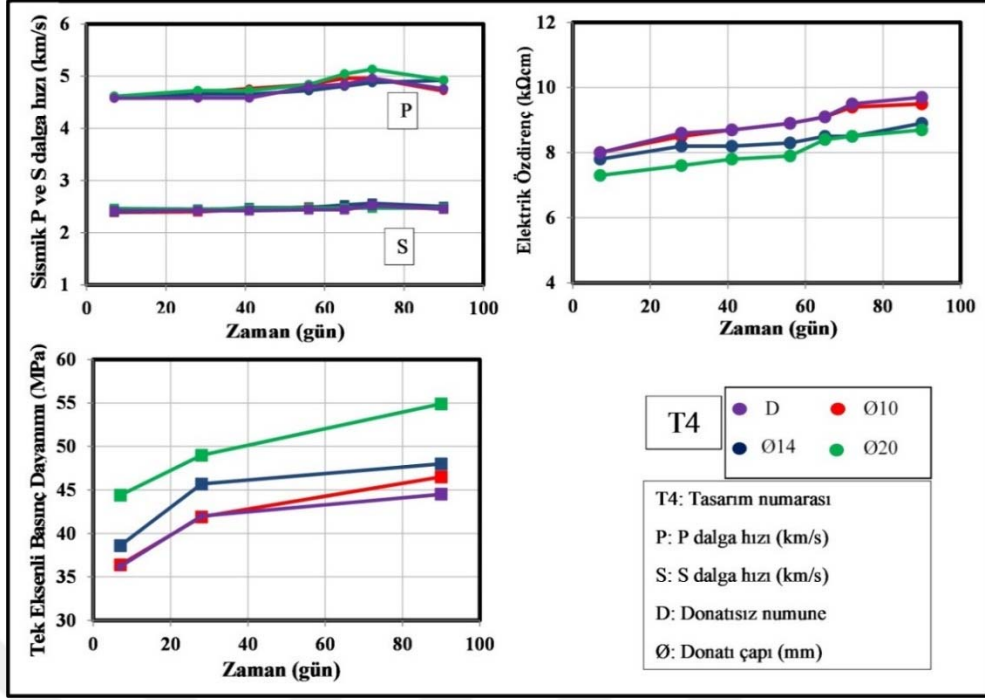 Sismik P ve S dalga hızı (km/s)
6
5
4
3
2
1
P
S
0
20
40
60
80
100
Zaman (gün)
Elektrik Özdirenç (kΩcm)
12
10
8
6
4
0
20
40
60
80
100
Zaman (gün)
Tek Eksenli Basınç Dayanımı (MPa)
60
55
50
45
40
35
30
0
20
40
60
80
100
Zaman (gün)
T4
D
Ø10
Ø14
Ø20
T4: Tasarım numarası
P: P dalga hızı (km/s)
S: S dalga hızı (km/s)
D: Donatısız numune
Ø: Donatı çapı (mm)